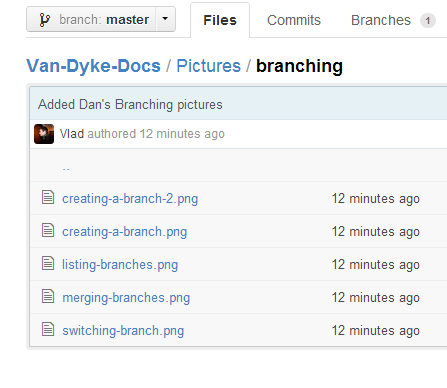 branch: master Files Commits Branches 1
Van-Dyke-Docs / Pictures / branching
Added Dan's Branching pictures
Vlad authored 12 minutes ago
..
creating-a-branch-2.png 12 minutes ago
creating-a-branch.png 12 minutes ago
listing-branches.png 12 minutes ago
merging-branches.png 12 minutes ago
switching-branch.png 12 minutes ago